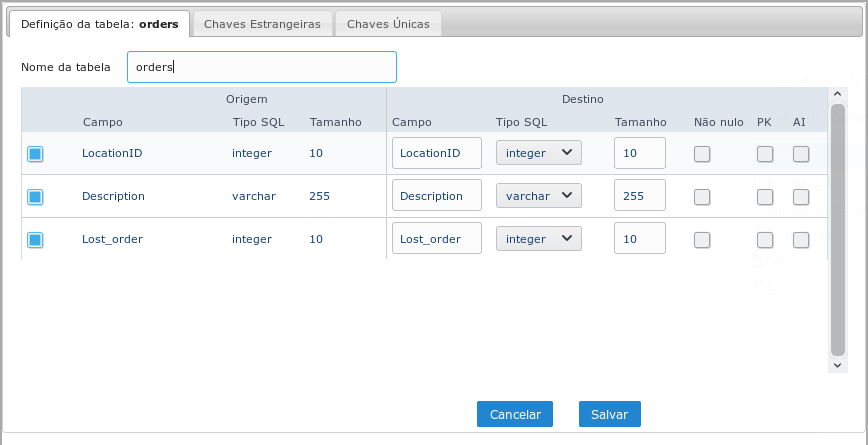 Definição da tabela: orders Chaves Estrangeiras Chaves Únicas
Nome da tabela orders
Origem Destino
Campo Tipo SQL Tamanho Campo Tipo SQL Tamanho Não nulo PK AI
LocationID integer 10 LocationID integer 10
Description varchar 255 Description varchar 255
Lost_order integer 10 Lost_order integer 10
Cancelar Salvar